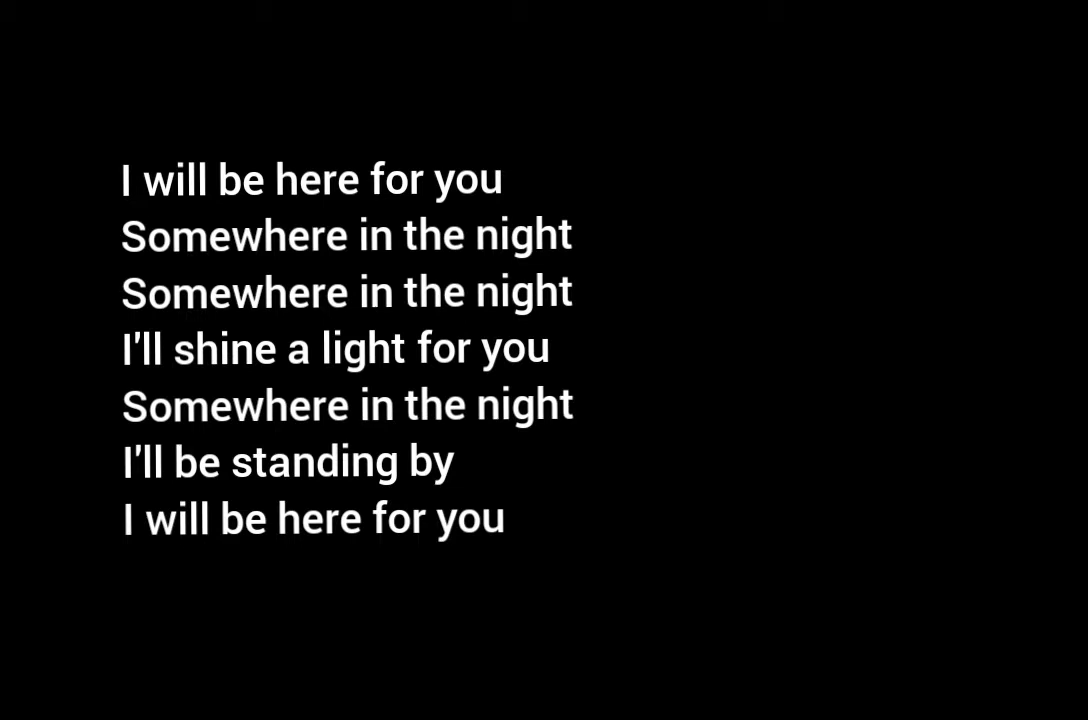 I will be here for you
Somewhere in the night
Somewhere in the night
I'll shine a light for you
Somewhere in the night
I'll be standing by
I will be here for you